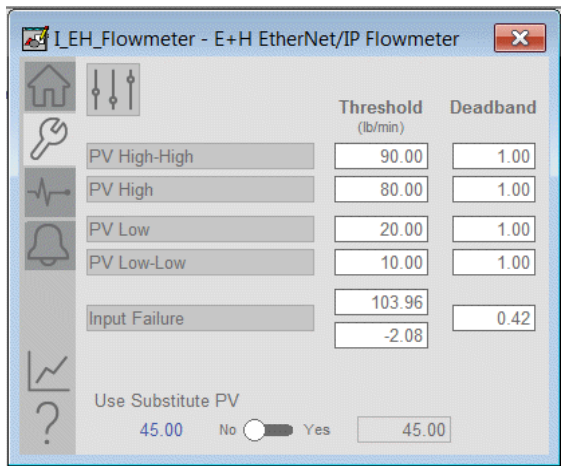 I_EH_Flowmeter - E+H EtherNet/IP Flowmeter
Threshold Deadband
(lb/min)
PV High-High 90.00 1.00
PV High 80.00 1.00
PV Low 20.00 1.00
PV Low-Low 10.00 1.00
103.96
Input Failure 0.42
-2.08
Use Substitute PV
45.00 No Yes 45.00
?